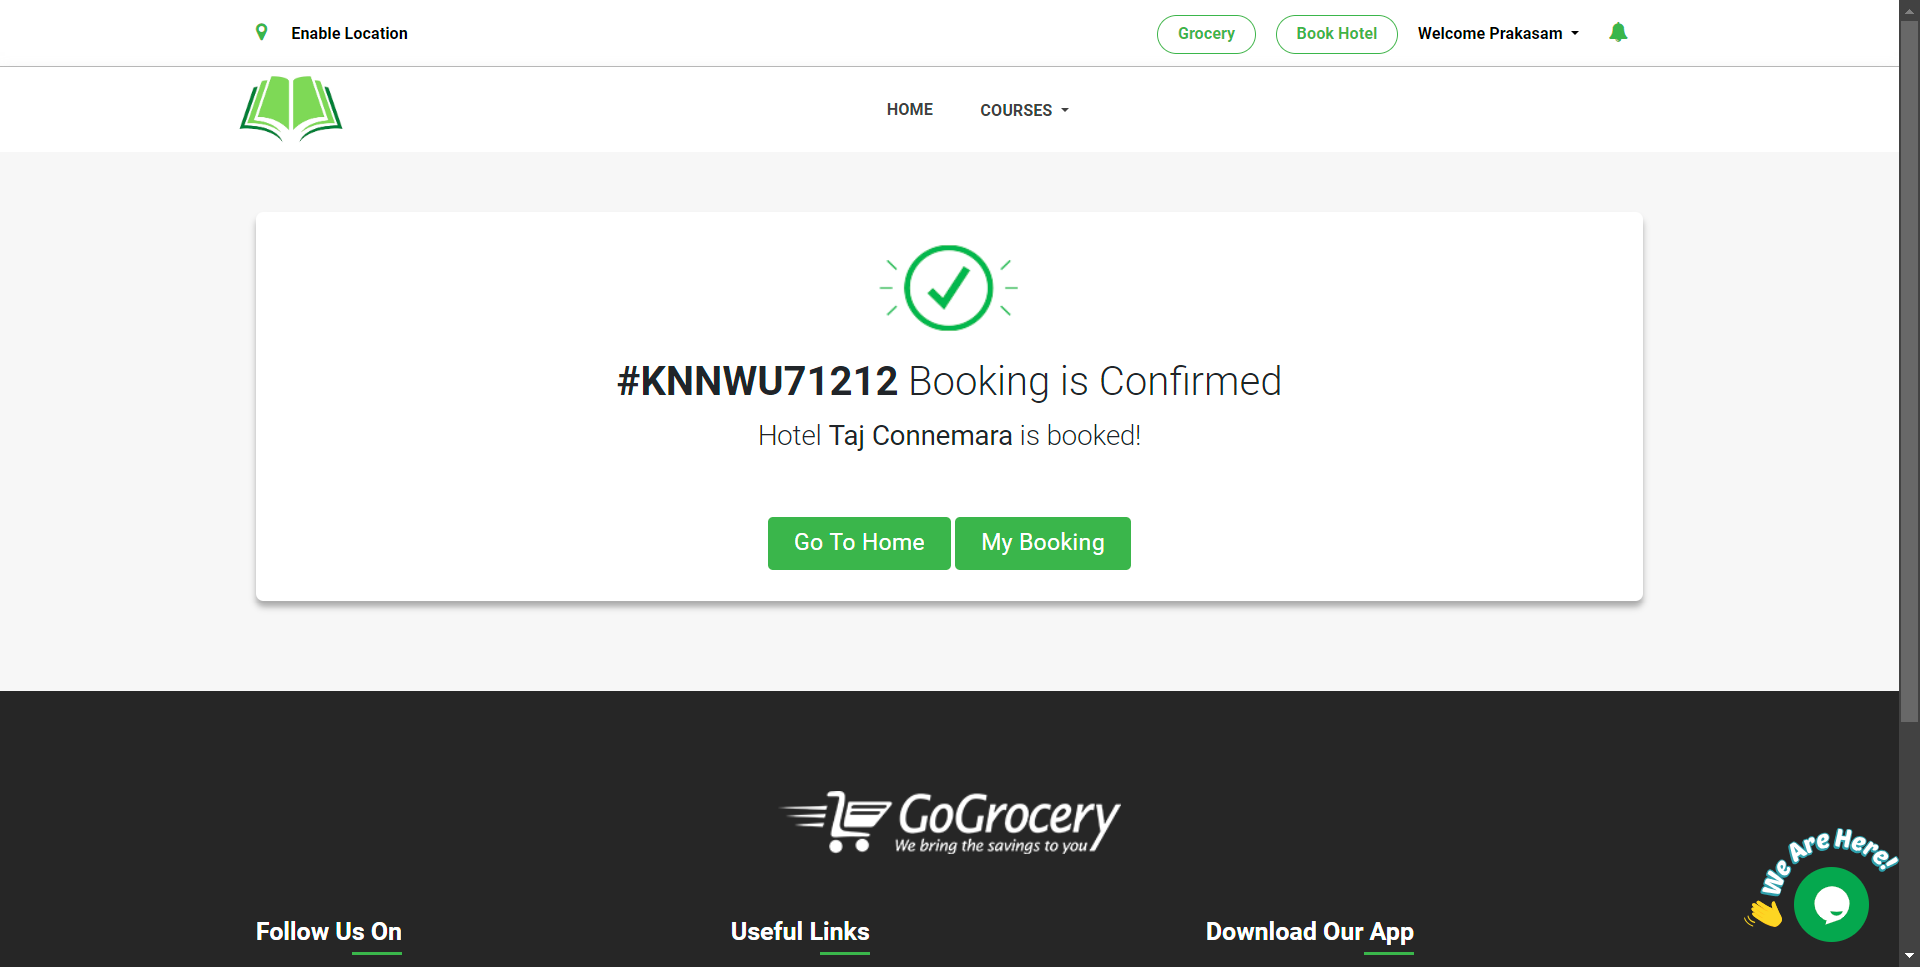 Enable Location
Grocery
Book Hotel
Welcome Prakasam
HOME
COURSES
#KNNWU71212 Booking is Confirmed
Hotel Taj Connemara is booked!
Go To Home
My Booking
GoGrocery
We bring the savings to you
We Are Here!
Follow Us On
Useful Links
Download Our App